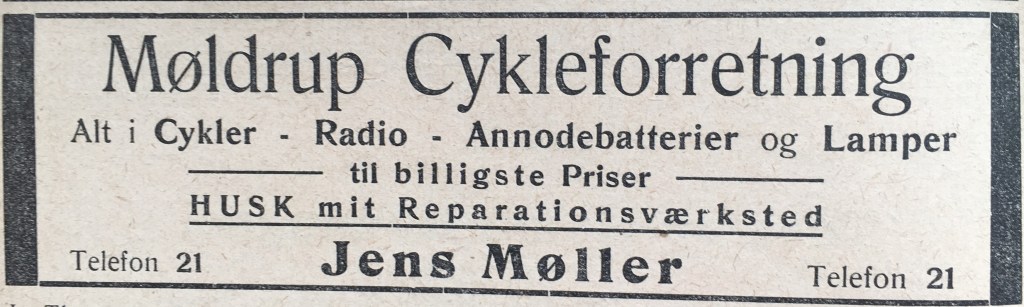 Møldrup Cykleforretning
Alt i Cykler - Radio - Annodebatterier og Lamper
til billigste Priser
HUSK mit Reparationsværksted
Telefon 21 Jens Møller Telefon 21